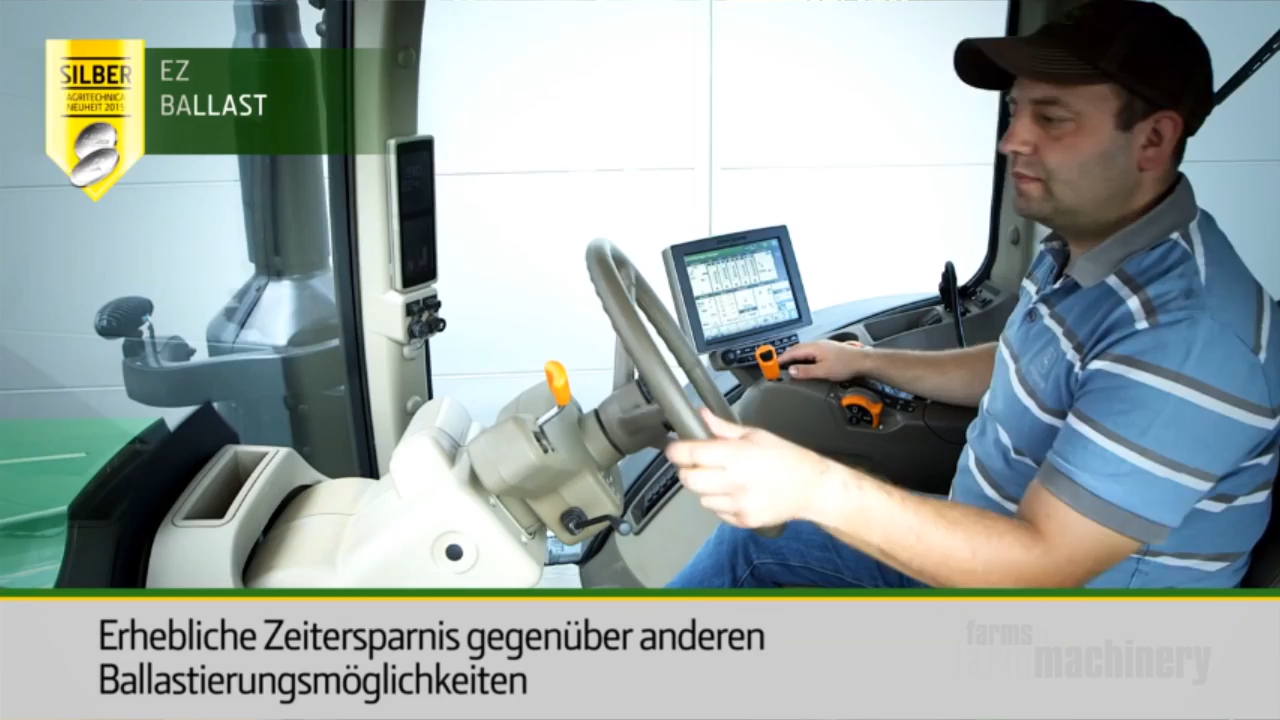 SILBER
AGRITECHNICA
NEUHEIT 2015
EZ
BALLAST
Erhebliche Zeitersparnis gegenüber anderen
Ballastierungsmöglichkeiten
farms
machinery